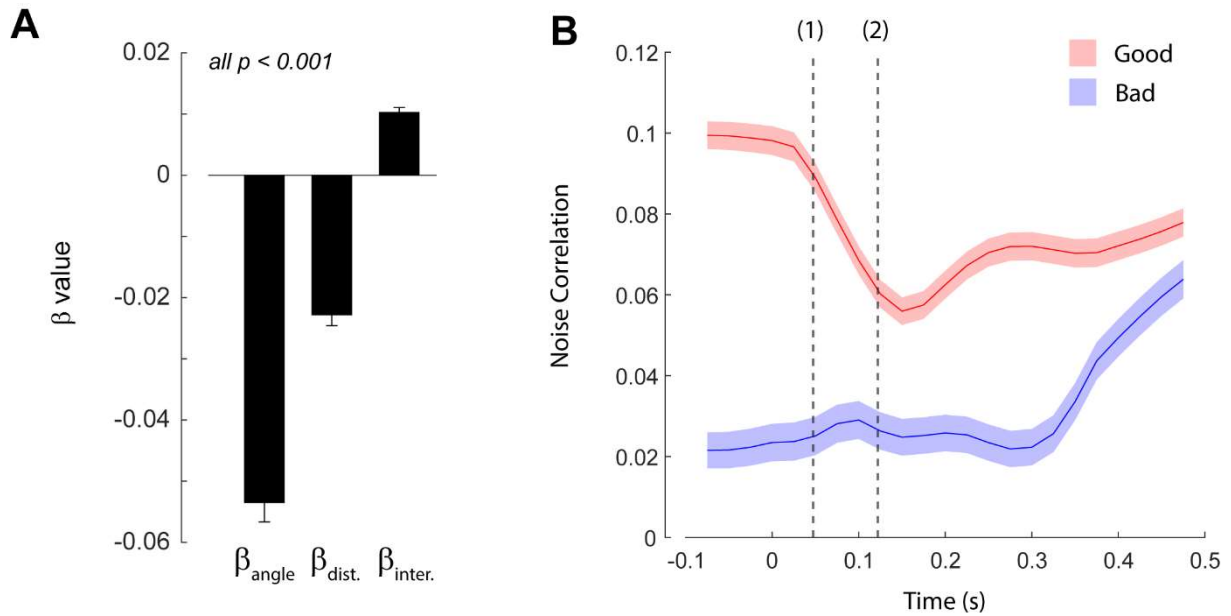 A
0.02
0
-0.02
-0.04
-0.06
β value
all p < 0.001
βangle
βdist.
βinter.
B
(1)
(2)
Good
Bad
0.12
0.1
0.08
0.06
0.04
0.02
0
Noise Correlation
-0.1
0
0.1
0.2
0.3
0.4
0.5
Time (s)